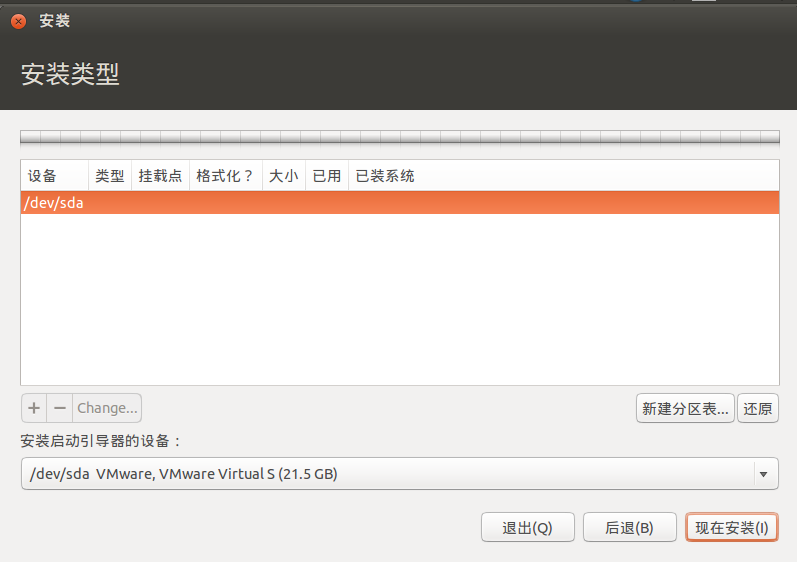 安装
安装类型
设备 类型 挂载点 格式化？ 大小 已用 已装系统
/dev/sda
+ − Change... 新建分区表... 还原
安装启动引导器的设备：
/dev/sda VMware, VMware Virtual S (21.5 GB)
退出(Q) 后退(B) 现在安装(I)